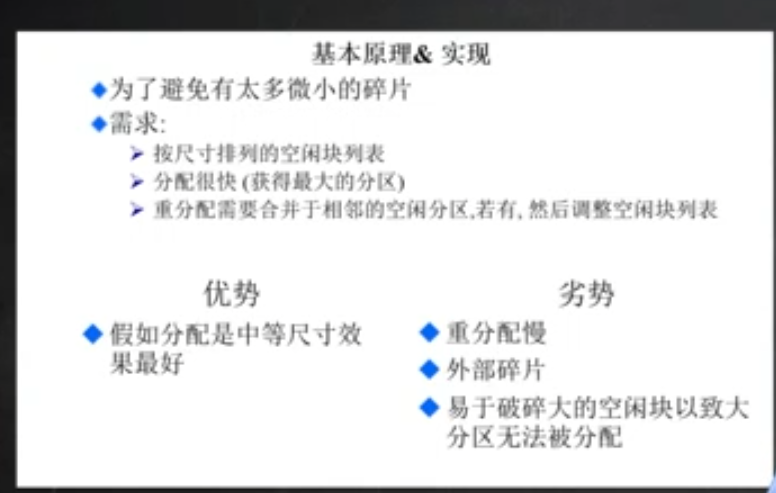 基本原理& 实现
为了避免有太多微小的碎片
需求:
按尺寸排列的空闲块列表
分配很快 (获得最大的分区)
重分配需要合并于相邻的空闲分区,若有, 然后调整空闲块列表
优势
假如分配是中等尺寸效
果最好
劣势
重分配慢
外部碎片
易于破碎大的空闲块以致大
分区无法被分配